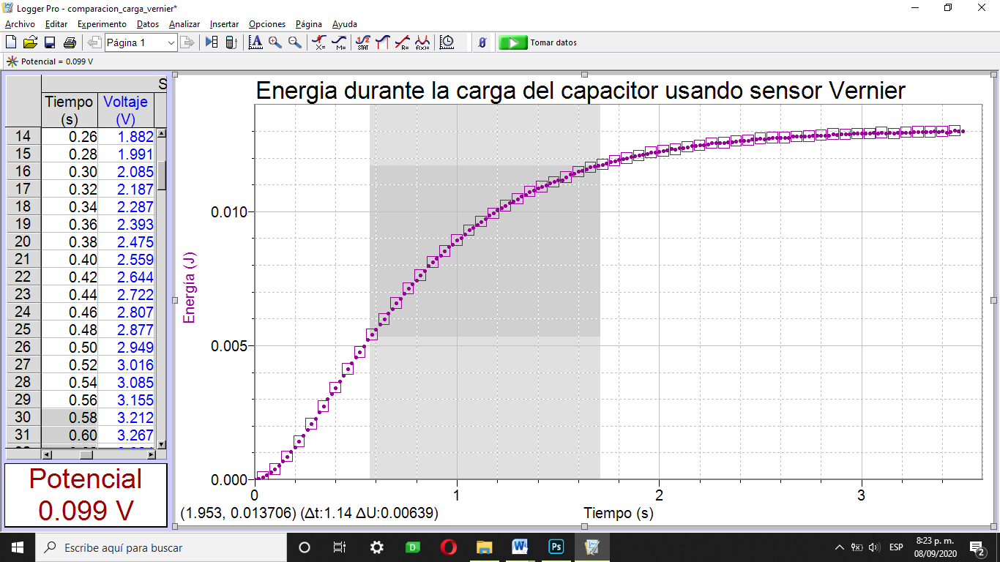 Logger Pro - comparacion_carga_vernier*
Archivo Editar Experimento Datos Analizar Insertar Opciones Página Ayuda
Página 1
Tomar datos
Potencial = 0.099 V
S
Tiempo Voltaje
(s) (V)
14 0.26 1.882
15 0.28 1.991
16 0.30 2.085
17 0.32 2.187
18 0.34 2.287
19 0.36 2.393
20 0.38 2.475
21 0.40 2.559
22 0.42 2.644
23 0.44 2.722
24 0.46 2.807
25 0.48 2.877
26 0.50 2.949
27 0.52 3.016
28 0.54 3.085
29 0.56 3.155
30 0.58 3.212
31 0.60 3.267
Potencial
0.099 V
Energia durante la carga del capacitor usando sensor Vernier
Energía (J)
0.010
0.005
0.000
0 1 2 3
(1.953, 0.013706) (Δt:1.14 ΔU:0.00639)
Tiempo (s)
Escribe aquí para buscar
ESP
8:23 p. m.
08/09/2020
2